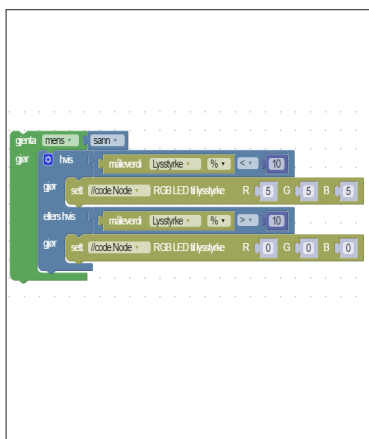 gjenta mens sann
gjør hvis måleverdi Lysstyrke % < 10
gjør sett //code.Node RGB LED til lysstyrke R 5 G 5 B 5
ellers hvis måleverdi Lysstyrke % > 10
gjør sett //code.Node RGB LED til lysstyrke R 0 G 0 B 0